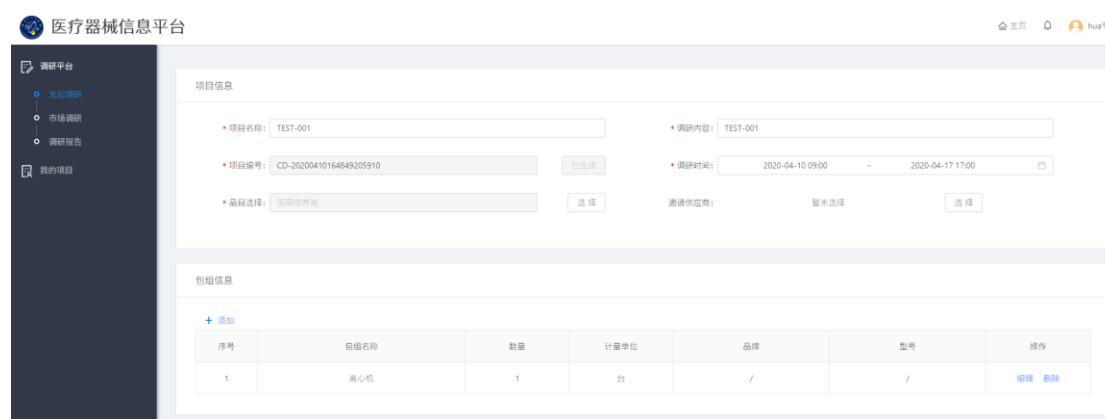 医疗器械信息平台
主页
调研平台
发起调研
市场调研
调研报告
我的项目
项目信息
* 项目名称: TEST-001
* 调研内容: TEST-001
* 项目编号: CD-20200410164849205910 已生成
* 调研时间: 2020-04-10 09:00 ~ 2020-04-17 17:00
* 品目选择: 医用培养箱 选 择
邀请供应商: 暂未选择 选 择
包组信息
+ 添加
序号 包组名称 数量 计量单位 品牌 型号 操作
1 离心机 1 台 / / 编辑 删除